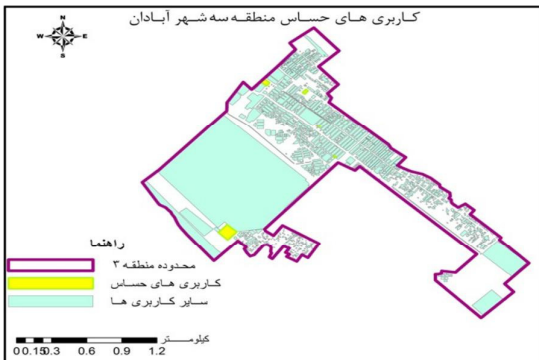 کاربری های حساس منطقه سه شهر آبادان
N
W E
S
راهنما
محدوده منطقه ۳
کاربری های حساس
سایر کاربری ها
کیلومتر
0 0.15 0.3 0.6 0.9 1.2